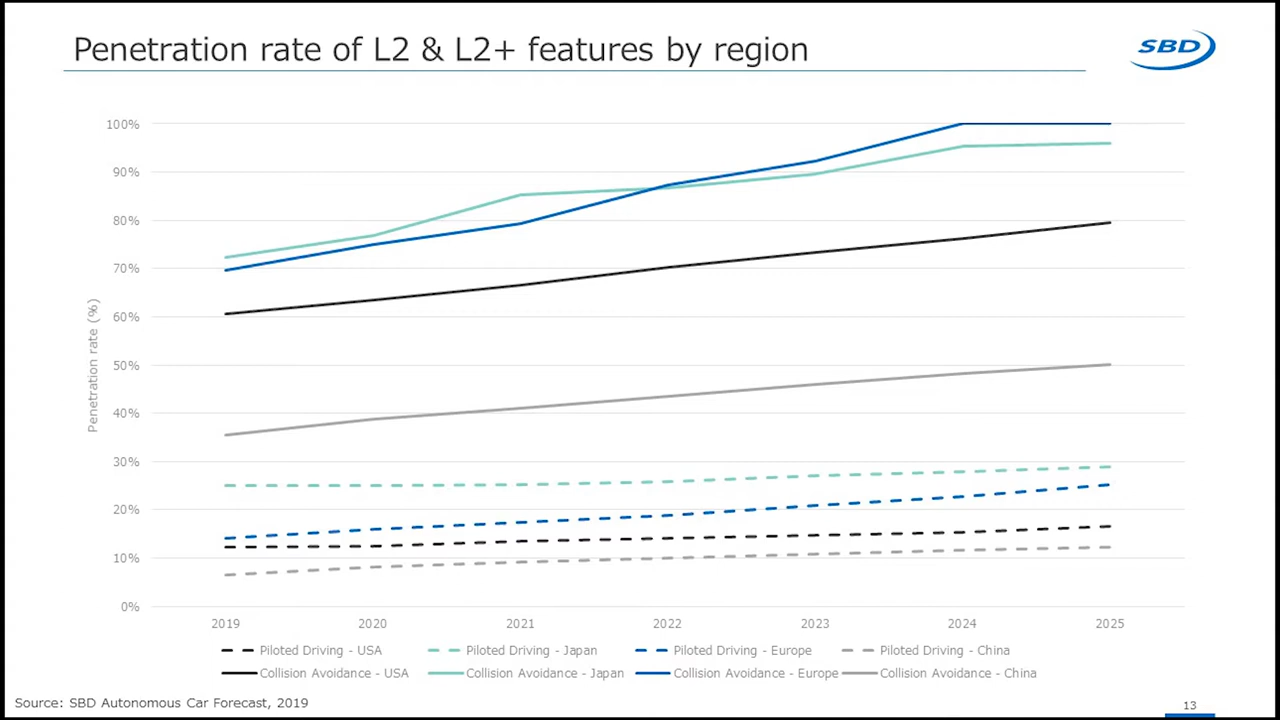 Penetration rate of L2 & L2+ features by region
SBD
100%
90%
80%
70%
60%
50%
40%
30%
20%
10%
0%
Penetration rate (%)
2019 2020 2021 2022 2023 2024 2025
Piloted Driving - USA Piloted Driving - Japan Piloted Driving - Europe Piloted Driving - China
Collision Avoidance - USA Collision Avoidance - Japan Collision Avoidance - Europe Collision Avoidance - China
Source: SBD Autonomous Car Forecast, 2019
13